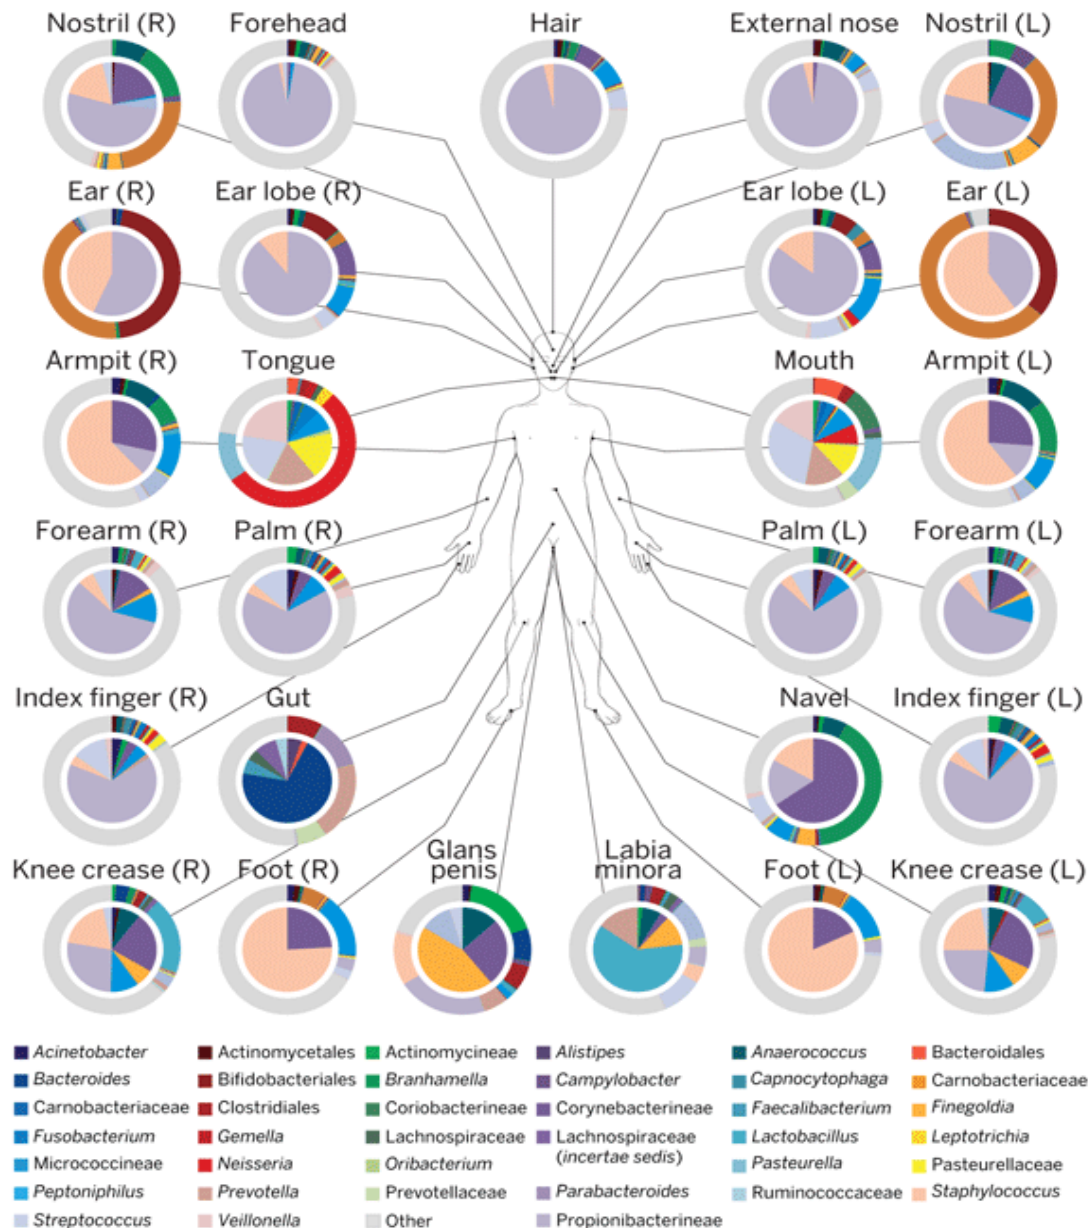 Nostril (R) Forehead Hair External nose Nostril (L)
Ear (R) Ear lobe (R) Ear lobe (L) Ear (L)
Armpit (R) Tongue Mouth Armpit (L)
Forearm (R) Palm (R) Palm (L) Forearm (L)
Index finger (R) Gut Navel Index finger (L)
Knee crease (R) Foot (R) Glans Labia Foot (L) Knee crease (L)
penis minora
Acinetobacter Actinomycetales Actinomycineae Alistipes Anaerococcus Bacteroidales
Bacteroides Bifidobacteriales Branhamella Campylobacter Capnocytophaga Carnobacteriaceae
Carnobacteriaceae Clostridiales Coriobacterineae Corynebacterineae Faecalibacterium Finegoldia
Fusobacterium Gemella Lachnospiraceae Lachnospiraceae Lactobacillus Leptotrichia
Micrococcineae Neisseria Oribacterium (incertae sedis) Pasteurella Pasteurellaceae
Peptoniphilus Prevotella Prevotellaceae Parabacteroides Ruminococcaceae Staphylococcus
Streptococcus Veillonella Other Propionibacterineae